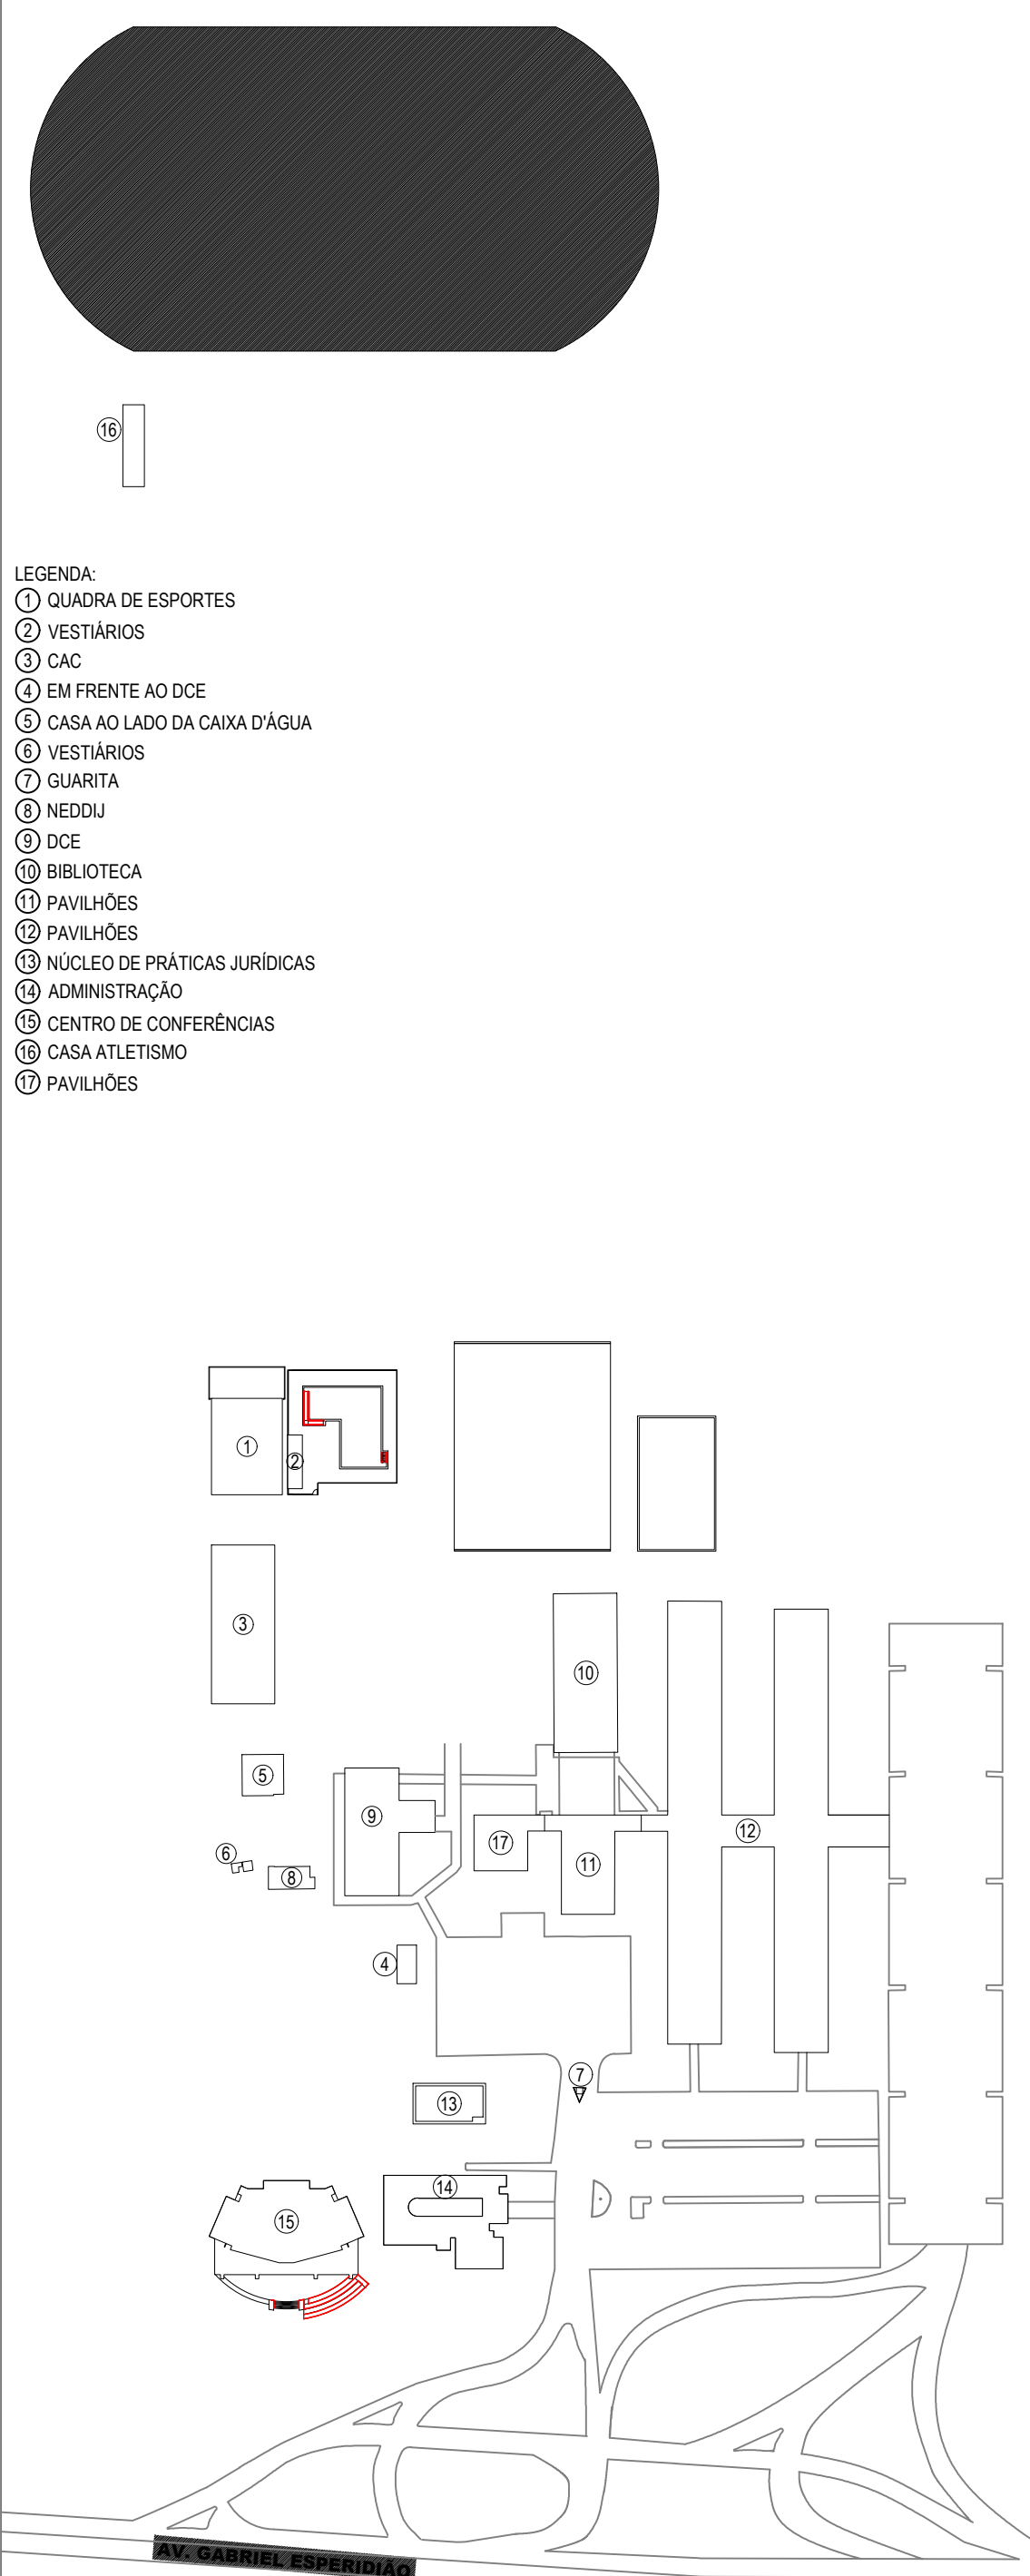 16
LEGENDA:
1 QUADRA DE ESPORTES
2 VESTIÁRIOS
3 CAC
4 EM FRENTE AO DCE
5 CASA AO LADO DA CAIXA D'ÁGUA
6 VESTIÁRIOS
7 GUARITA
8 NEDDIJ
9 DCE
10 BIBLIOTECA
11 PAVILHÕES
12 PAVILHÕES
13 NÚCLEO DE PRÁTICAS JURÍDICAS
14 ADMINISTRAÇÃO
15 CENTRO DE CONFERÊNCIAS
16 CASA ATLETISMO
17 PAVILHÕES
1
2
3
10
5
9
12
17
6
11
8
4
7
13
14
15
AV. GABRIEL ESPERIDIÃO